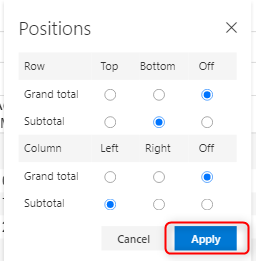 Positions
Row Top Bottom Off
Grand total
Subtotal
Column Left Right Off
Grand total
Subtotal
Cancel Apply